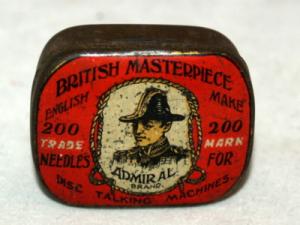 BRITISH MASTERPIECE
ENGLISH MAKE
200 200
TRADE MARK
NEEDLES FOR
ADMIRAL
BRAND.
DISC TALKING MACHINES.